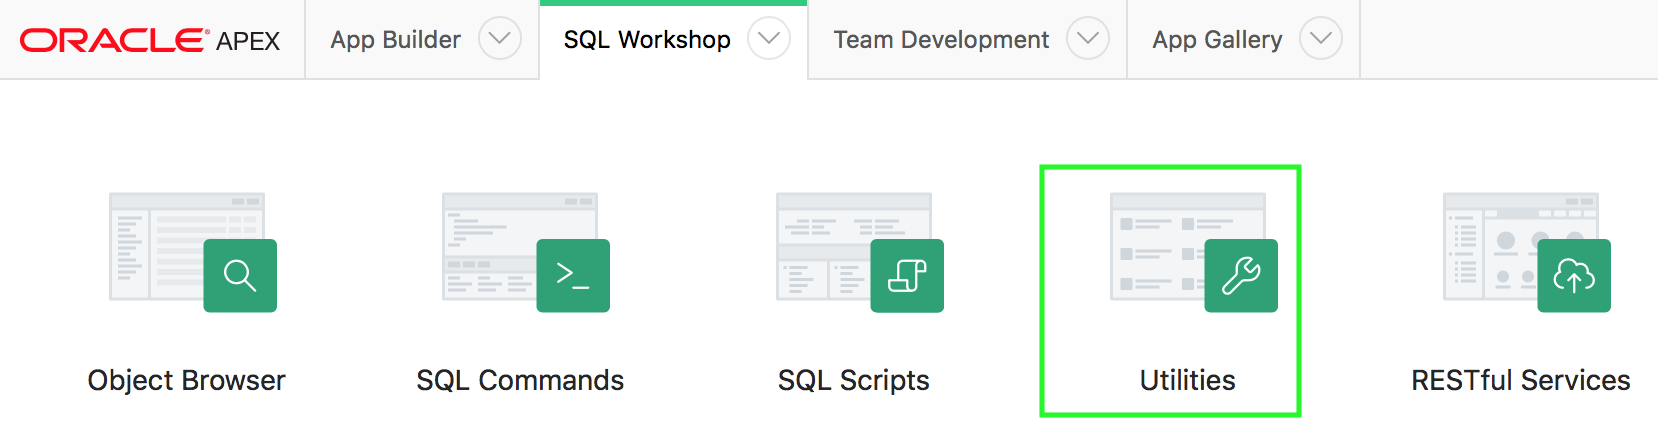 ORACLE APEX
App Builder
SQL Workshop
Team Development
App Gallery
Object Browser
SQL Commands
SQL Scripts
Utilities
RESTful Services